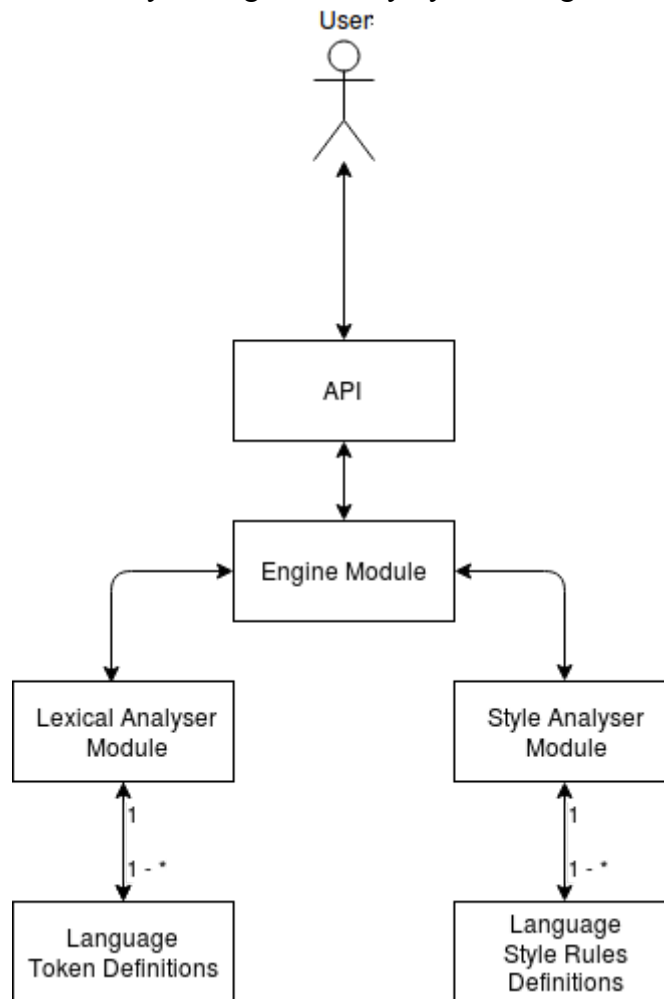 User:
API
Engine Module
Lexical Analyser
Module
Style Analyser
Module
1
1
1 - *
1 - *
Language
Token Definitions
Language
Style Rules
Definitions